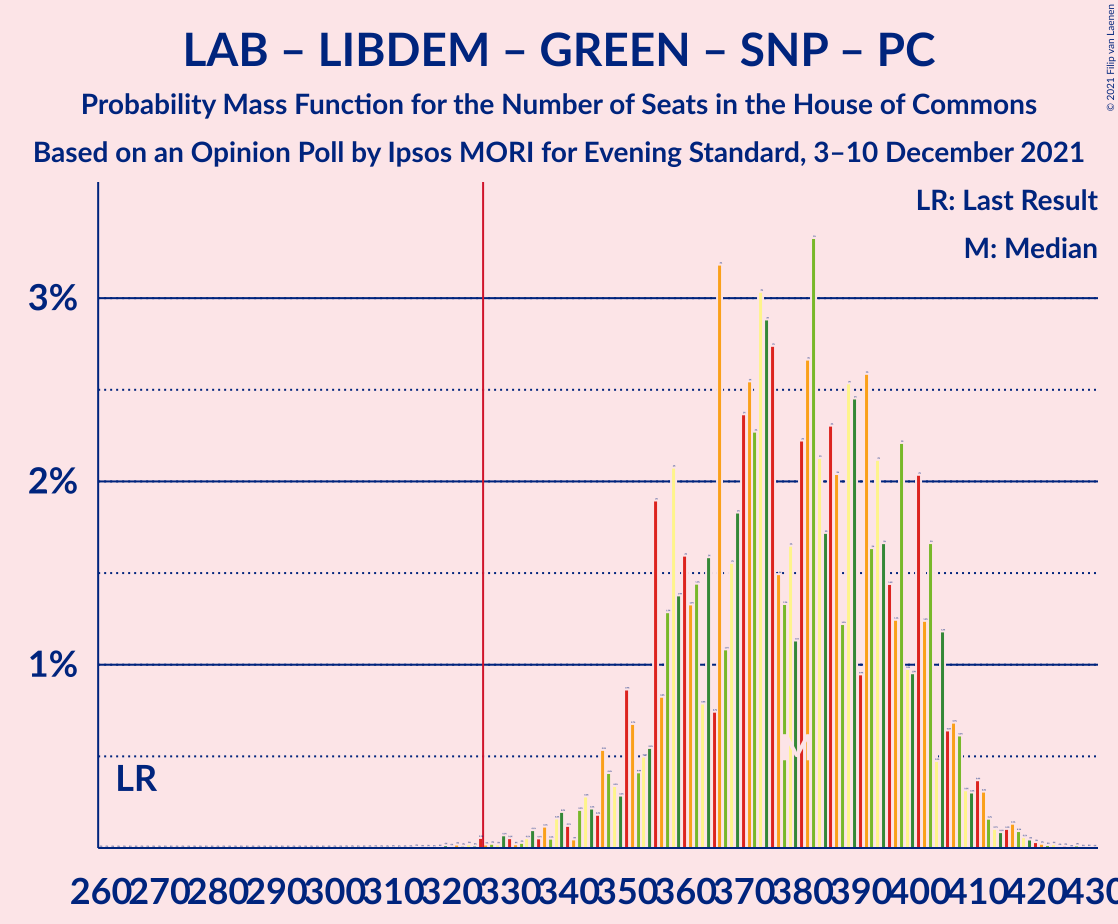 LAB – LIBDEM – GREEN – SNP – PC
Probability Mass Function for the Number of Seats in the House of Commons
Based on an Opinion Poll by Ipsos MORI for Evening Standard, 3–10 December 2021
© 2021 Filip van Laenen
LR: Last Result
M: Median
3%
2%
1%
LR
M
260 270 280 290 300 310 320 330 340 350 360 370 380 390 400 410 420 430